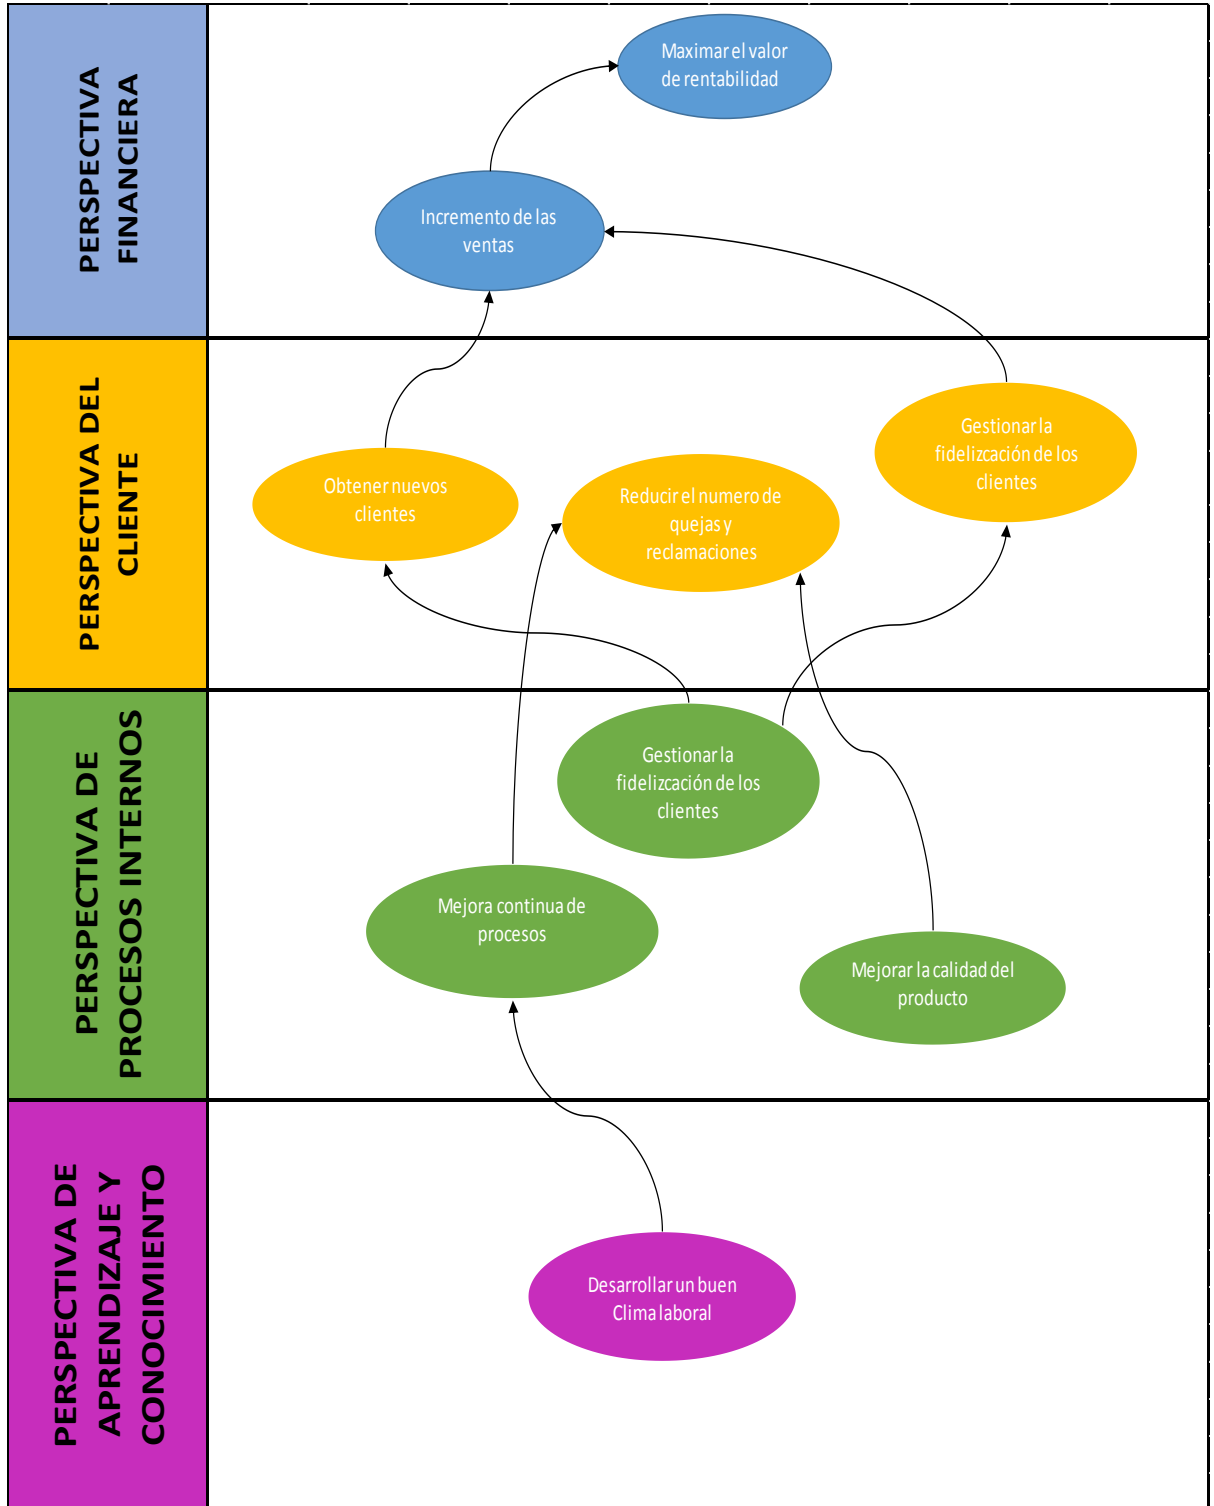 PERSPECTIVA
FINANCIERA
Maximar el valor
de rentabilidad
Incremento de las
ventas
PERSPECTIVA DEL
CLIENTE
Gestionar la
fidelizcación de los
clientes
Obtener nuevos
clientes
Reducir el numero de
quejas y
reclamaciones
PERSPECTIVA DE
PROCESOS INTERNOS
Gestionar la
fidelizcación de los
clientes
Mejora continua de
procesos
Mejorar la calidad del
producto
PERSPECTIVA DE
APRENDIZAJE Y
CONOCIMIENTO
Desarrollar un buen
Clima laboral